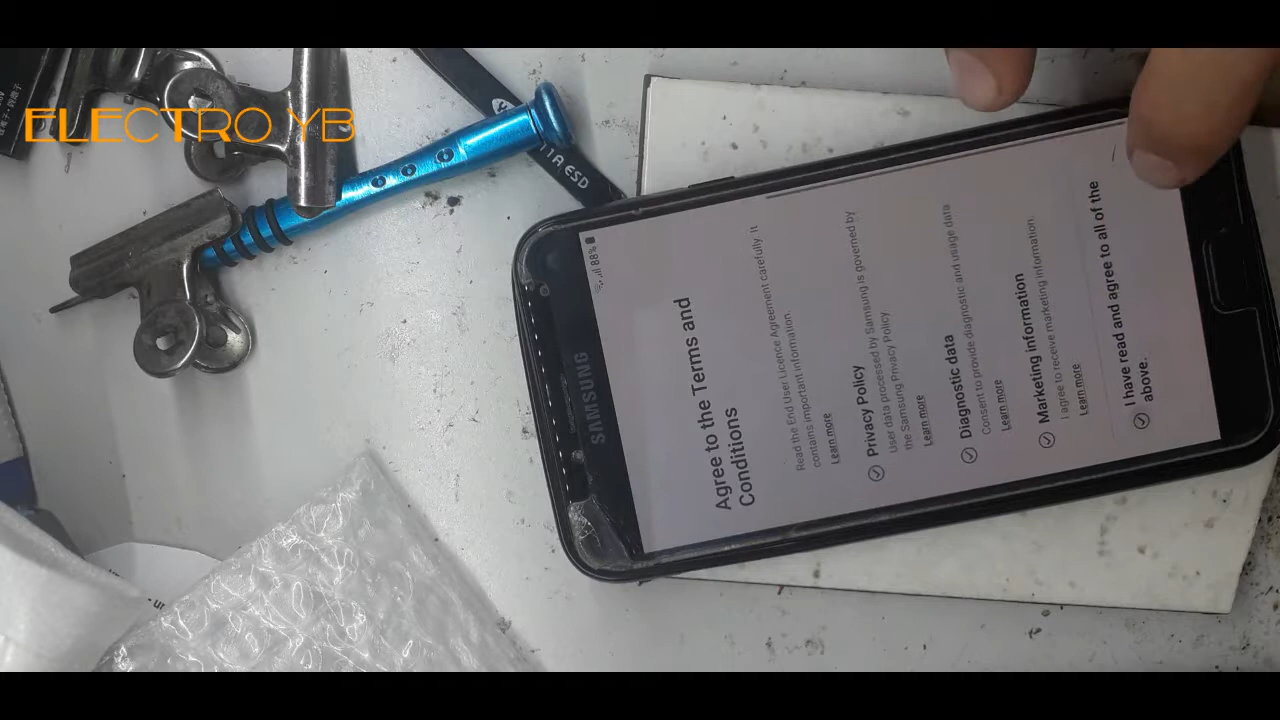 ELECTRO YB
11A ESD
88%
SAMSUNG
Agree to the Terms and
Conditions
Read the End User Licence Agreement carefully. It
contains important information.
Learn more
Privacy Policy
User data processed by Samsung is governed by
the Samsung Privacy Policy.
Learn more
Diagnostic data
Consent to provide diagnostic and usage data
Learn more
Marketing information
I agree to receive marketing information.
Learn more
I have read and agree to all of the
above.